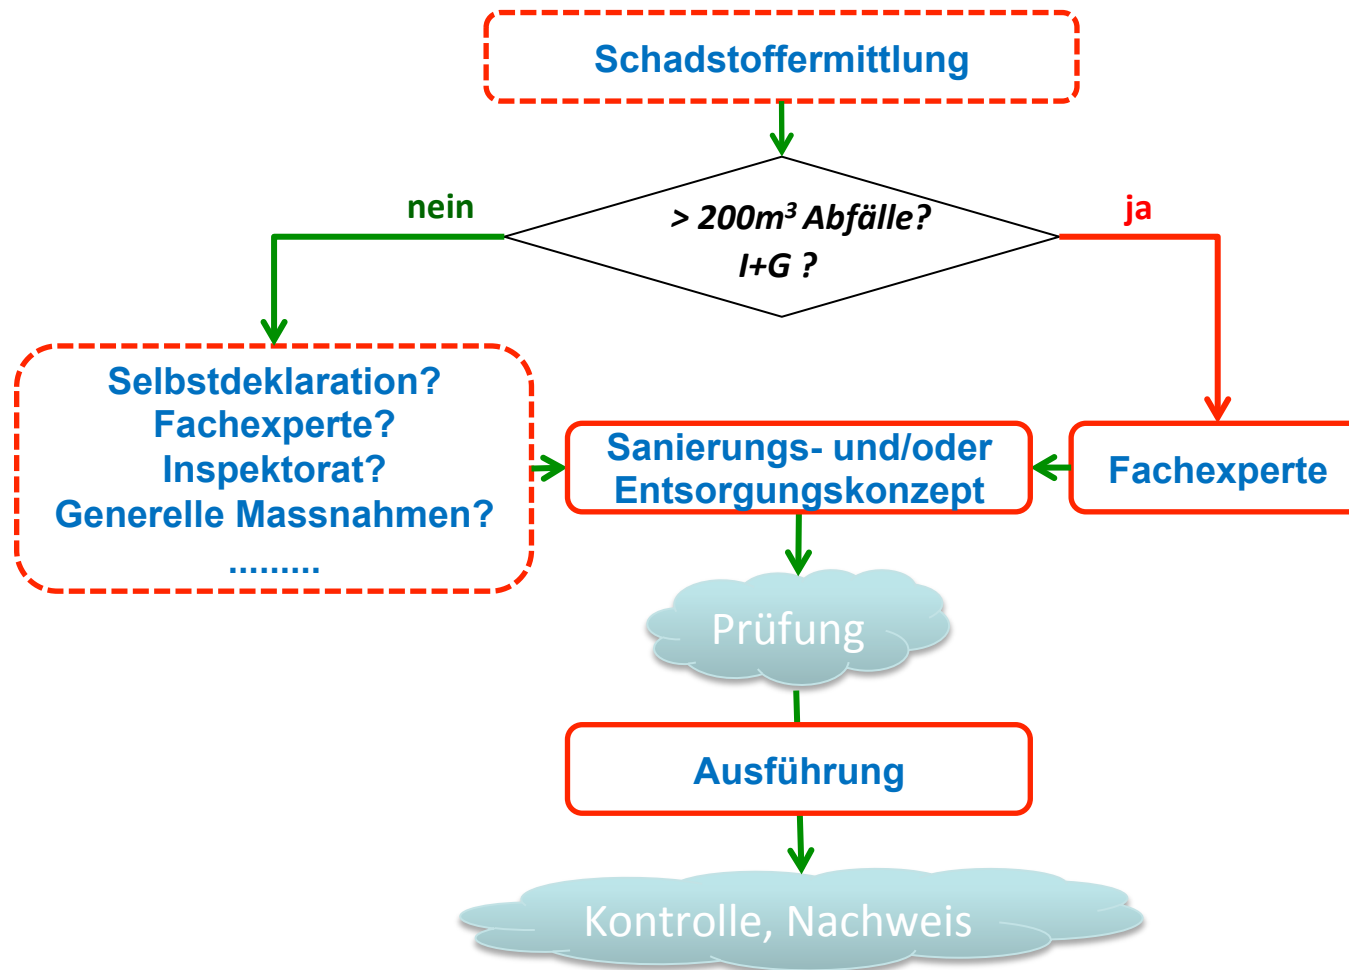 Schadstoffermittlung
nein
> 200m³ Abfälle?
I+G ?
ja
Selbstdeklaration?
Fachexperte?
Inspektorat?
Generelle Massnahmen?
.........
Sanierungs- und/oder
Entsorgungskonzept
Fachexperte
Prüfung
Ausführung
Kontrolle, Nachweis